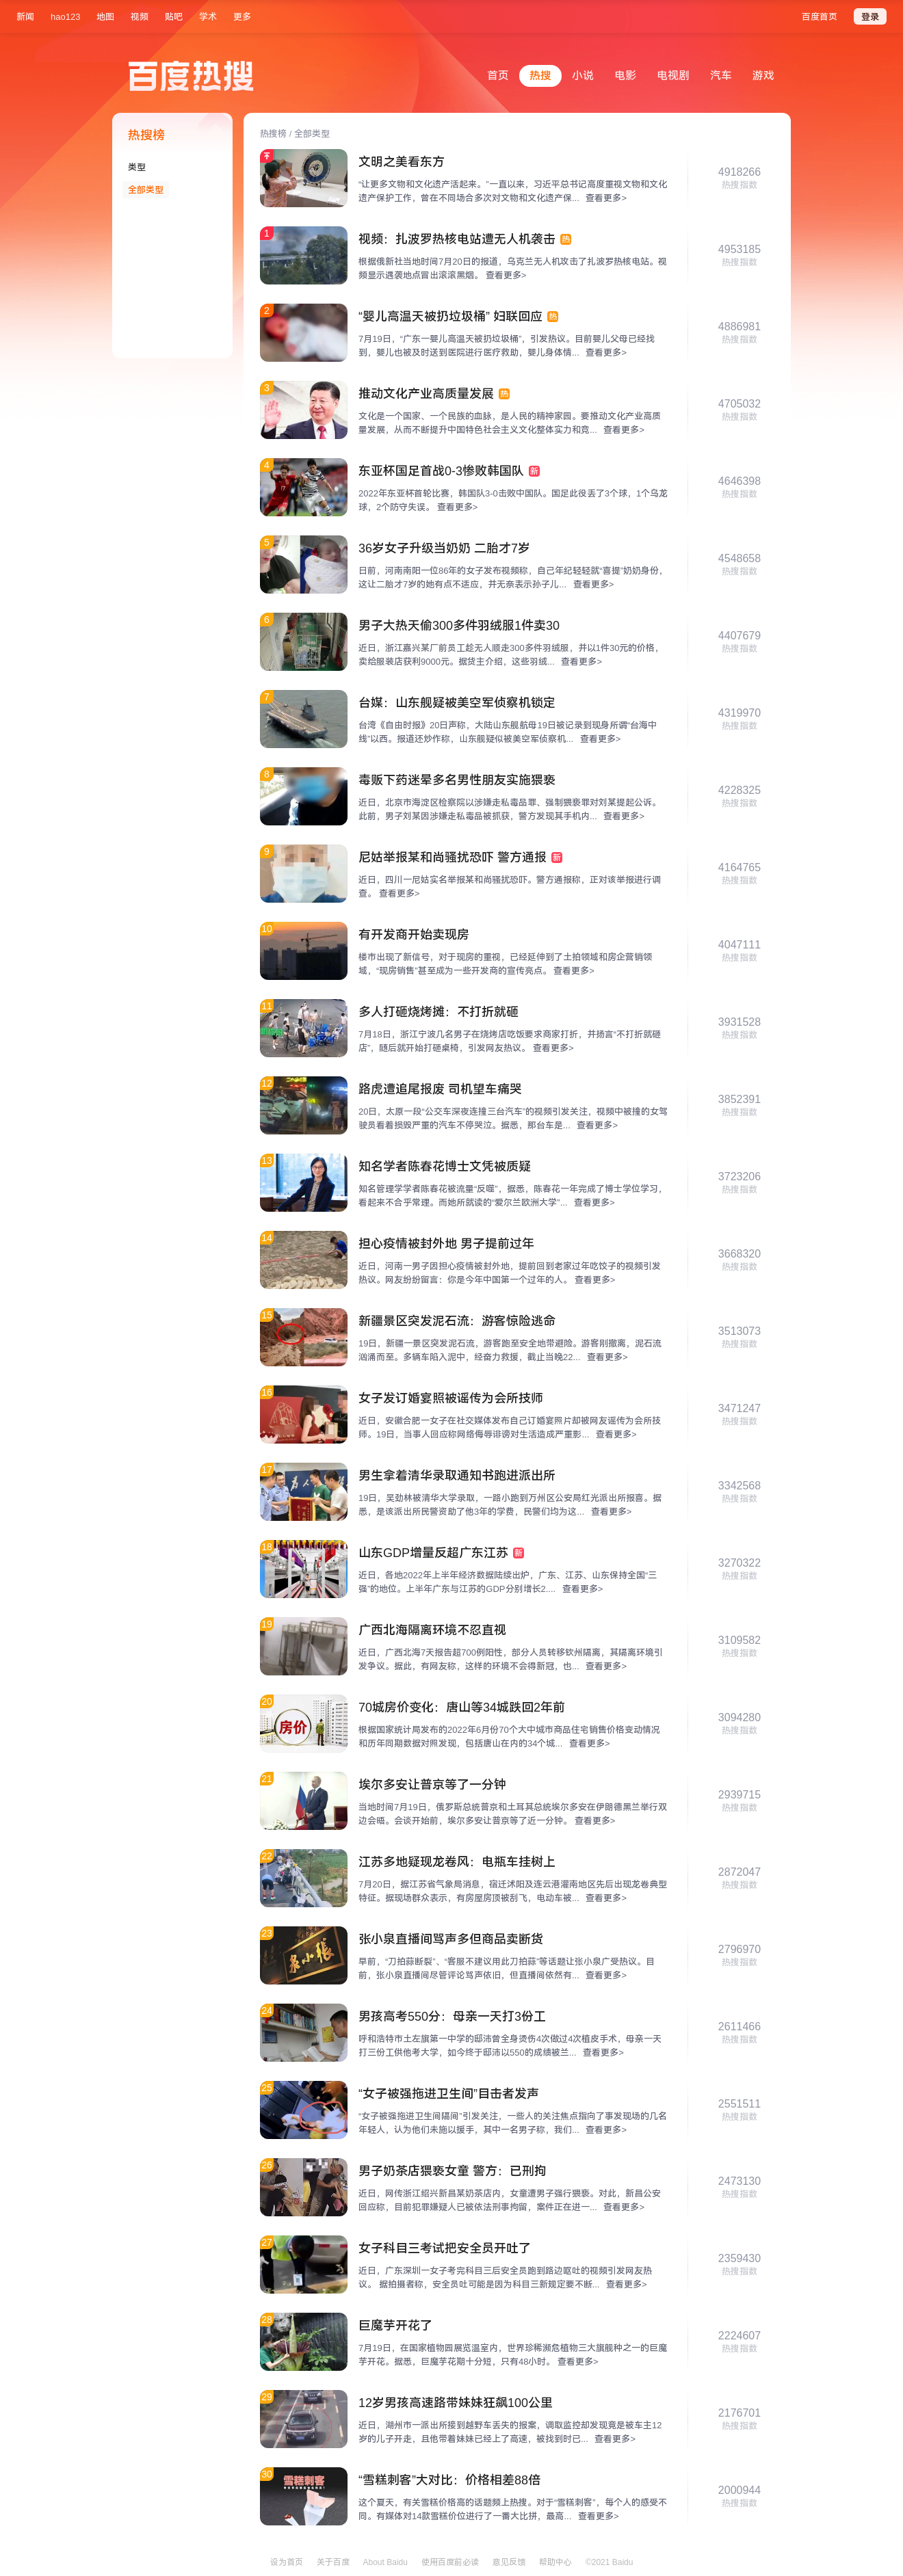 新闻 hao123 地图 视频 贴吧 学术 更多 百度首页 登录
百度热搜 首页 热搜 小说 电影 电视剧 汽车 游戏
热搜榜
类型
全部类型
热搜榜 / 全部类型
文明之美看东方
“让更多文物和文化遗产活起来。”一直以来，习近平总书记高度重视文物和文化
遗产保护工作，曾在不同场合多次对文物和文化遗产保... 查看更多>
4918266
热搜指数
1
视频：扎波罗热核电站遭无人机袭击 热
根据俄新社当地时间7月20日的报道，乌克兰无人机攻击了扎波罗热核电站。视
频显示遇袭地点冒出滚滚黑烟。 查看更多>
4953185
热搜指数
2
“婴儿高温天被扔垃圾桶” 妇联回应 热
7月19日，“广东一婴儿高温天被扔垃圾桶”，引发热议。目前婴儿父母已经找
到，婴儿也被及时送到医院进行医疗救助，婴儿身体情... 查看更多>
4886981
热搜指数
3
推动文化产业高质量发展 热
文化是一个国家、一个民族的血脉，是人民的精神家园。要推动文化产业高质
量发展，从而不断提升中国特色社会主义文化整体实力和竞... 查看更多>
4705032
热搜指数
4
东亚杯国足首战0-3惨败韩国队 新
2022年东亚杯首轮比赛，韩国队3-0击败中国队。国足此役丢了3个球，1个乌龙
球，2个防守失误。 查看更多>
4646398
热搜指数
5
36岁女子升级当奶奶 二胎才7岁
日前，河南南阳一位86年的女子发视频称，自己年纪轻轻就“喜提”奶奶身份，
这让二胎才7岁的她有点不适应，并无奈表示孙子儿... 查看更多>
4548658
热搜指数
6
男子大热天偷300多件羽绒服1件卖30
近日，浙江嘉兴某厂前员工趁无人顺走300多件羽绒服，并以1件30元的价格，
卖给服装店获利9000元。据货主介绍，这些羽绒... 查看更多>
4407679
热搜指数
7
台媒：山东舰疑被美空军侦察机锁定
台湾《自由时报》20日声称，大陆山东舰航母19日被记录到现身所谓“台海中
线”以西。报道还炒作称，山东舰疑似被美空军侦察机... 查看更多>
4319970
热搜指数
8
毒贩下药迷晕多名男性朋友实施猥亵
近日，北京市海淀区检察院以涉嫌走私毒品罪、强制猥亵罪对刘某提起公诉。
此前，男子刘某因涉嫌走私毒品被抓获，警方发现其手机内... 查看更多>
4228325
热搜指数
9
尼姑举报某和尚骚扰恐吓 警方通报 新
近日，四川一尼姑实名举报某和尚骚扰恐吓。警方通报称，正对该举报进行调
查。 查看更多>
4164765
热搜指数
10
有开发商开始卖现房
楼市出现了新信号，对于现房的重视，已经延伸到了土拍领域和房企营销领
域，“现房销售”甚至成为一些开发商的宣传亮点。 查看更多>
4047111
热搜指数
11
多人打砸烧烤摊：不打折就砸
7月18日，浙江宁波几名男子在烧烤店吃饭要求商家打折，并扬言“不打折就砸
店”，随后就开始打砸桌椅，引发网友热议。 查看更多>
3931528
热搜指数
12
路虎遭追尾报废 司机望车痛哭
20日，太原一段“公交车深夜连撞三台汽车”的视频引发关注，视频中被撞的女驾
驶员看着损毁严重的汽车不停哭泣。据悉，那台车是... 查看更多>
3852391
热搜指数
13
知名学者陈春花博士文凭被质疑
知名管理学学者陈春花被流量“反噬”，据悉，陈春花一年完成了博士学位学习，
看起来不合乎常理。而她所就读的“爱尔兰欧洲大学”... 查看更多>
3723206
热搜指数
14
担心疫情被封外地 男子提前过年
近日，河南一男子因担心疫情被封外地，提前回到老家过年吃饺子的视频引发
热议。网友纷纷留言：你是今年中国第一个过年的人。 查看更多>
3668320
热搜指数
15
新疆景区突发泥石流：游客惊险逃命
19日，新疆一景区突发泥石流，游客跑至安全地带避险。游客刚撤离，泥石流
汹涌而至。多辆车陷入泥中，经奋力救援，截止当晚22... 查看更多>
3513073
热搜指数
16
女子发订婚宴照被谣传为会所技师
近日，安徽合肥一女子在社交媒体发布自己订婚宴照片却被网友谣传为会所技
师。19日，当事人回应称网络侮辱诽谤对生活造成严重影... 查看更多>
3471247
热搜指数
17
男生拿着清华录取通知书跑进派出所
19日，吴劲林被清华大学录取，一路小跑到万州区公安局红光派出所报喜。据
悉，是该派出所民警资助了他3年的学费，民警们均为这... 查看更多>
3342568
热搜指数
18
山东GDP增量反超广东江苏 新
近日，各地2022年上半年经济数据陆续出炉，广东、江苏、山东保持全国“三
强”的地位。上半年广东与江苏的GDP分别增长2.... 查看更多>
3270322
热搜指数
19
广西北海隔离环境不忍直视
近日，广西北海7天报告超700例阳性，部分人员转移钦州隔离，其隔离环境引
发争议。据此，有网友称，这样的环境不会得新冠，也... 查看更多>
3109582
热搜指数
20
房价
70城房价变化：唐山等34城跌回2年前
根据国家统计局发布的2022年6月份70个大中城市商品住宅销售价格变动情况
和历年同期数据对照发现，包括唐山在内的34个城... 查看更多>
3094280
热搜指数
21
埃尔多安让普京等了一分钟
当地时间7月19日，俄罗斯总统普京和土耳其总统埃尔多安在伊朗德黑兰举行双
边会晤。会谈开始前，埃尔多安让普京等了近一分钟。 查看更多>
2939715
热搜指数
22
江苏多地疑现龙卷风：电瓶车挂树上
7月20日，据江苏省气象局消息，宿迁沭阳及连云港灌南地区先后出现龙卷典型
特征。据现场群众表示，有房屋房顶被刮飞，电动车被... 查看更多>
2872047
热搜指数
23
张小泉直播间骂声多但商品卖断货
早前，“刀拍蒜断裂”、“客服不建议用此刀拍蒜”等话题让张小泉广受热议。目
前，张小泉直播间尽管评论骂声依旧，但直播间依然有... 查看更多>
2796970
热搜指数
24
男孩高考550分：母亲一天打3份工
呼和浩特市土左旗第一中学的邸沛曾全身烫伤4次做过4次植皮手术，母亲一天
打三份工供他考大学，如今终于邸沛以550的成绩被兰... 查看更多>
2611466
热搜指数
25
“女子被强拖进卫生间”目击者发声
“女子被强拖进卫生间隔间”引发关注，一些人的关注焦点指向了事发现场的几名
年轻人，认为他们未施以援手，其中一名男子称，我们... 查看更多>
2551511
热搜指数
26
男子奶茶店猥亵女童 警方：已刑拘
近日，网传浙江绍兴新昌某奶茶店内，女童遭男子强行猥亵。对此，新昌公安
回应称，目前犯罪嫌疑人已被依法刑事拘留，案件正在进一... 查看更多>
2473130
热搜指数
27
女子科目三考试把安全员开吐了
近日，广东深圳一女子考完科目三后安全员跑到路边呕吐的视频引发网友热
议。 据拍摄者称，安全员吐可能是因为科目三新规定要不断... 查看更多>
2359430
热搜指数
28
巨魔芋开花了
7月19日，在国家植物园展览温室内，世界珍稀濒危植物三大旗舰种之一的巨魔
芋开花。据悉，巨魔芋花期十分短，只有48小时。 查看更多>
2224607
热搜指数
29
12岁男孩高速路带妹妹狂飙100公里
近日，湖州市一派出所接到越野车丢失的报案，调取监控却发现竟是被车主12
岁的儿子开走，且他带着妹妹已经上了高速，被找到时已... 查看更多>
2176701
热搜指数
30
雪糕刺客
“雪糕刺客”大对比：价格相差88倍
这个夏天，有关雪糕价格高的话题频上热搜。对于“雪糕刺客”，每个人的感受不
同。有媒体对14款雪糕价位进行了一番大比拼，最高... 查看更多>
2000944
热搜指数
设为首页 关于百度 About Baidu 使用百度前必读 意见反馈 帮助中心 ©2021 Baidu